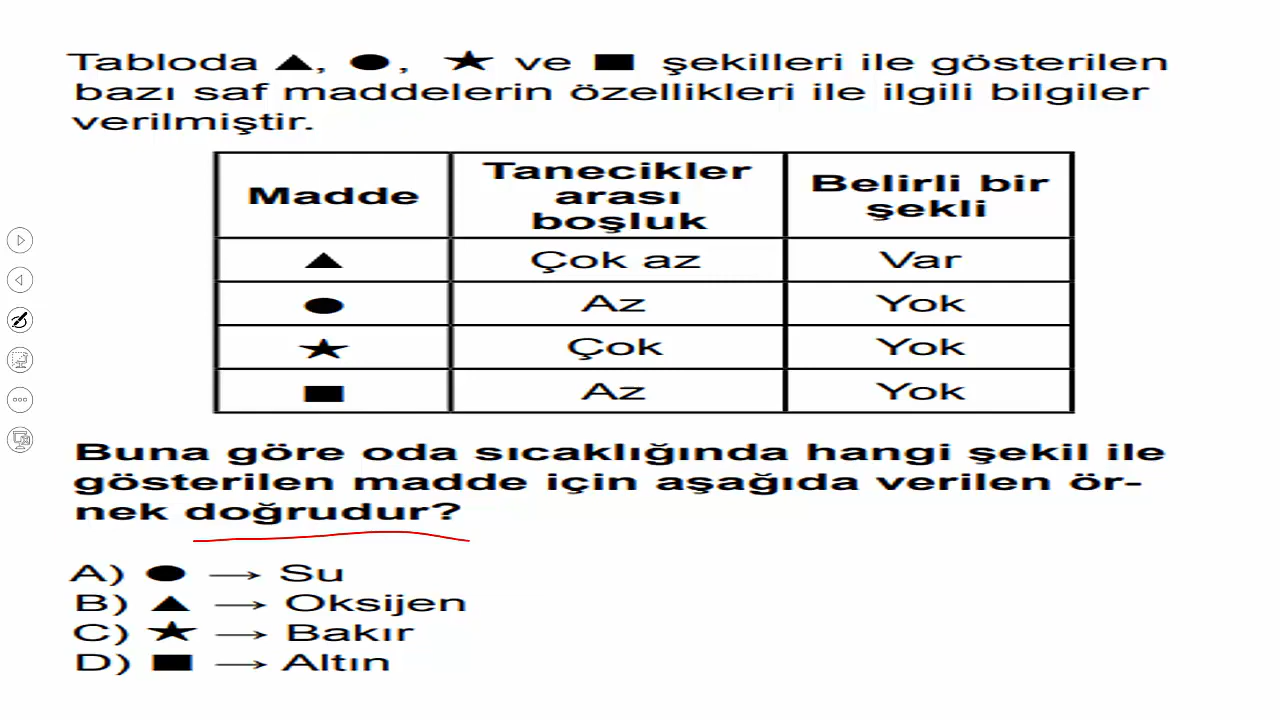 Tabloda ▲, ●, ★ ve ■ şekilleri ile gösterilen
bazı saf maddelerin özellikleri ile ilgili bilgiler
verilmiştir.
Madde Tanecikler arası boşluk Belirli bir şekli
▲ Çok az Var
● Az Yok
★ Çok Yok
■ Az Yok
Buna göre oda sıcaklığında hangi şekil ile
gösterilen madde için aşağıda verilen ör-
nek doğrudur?
A) ● → Su
B) ▲ → Oksijen
C) ★ → Bakır
D) ■ → Altın